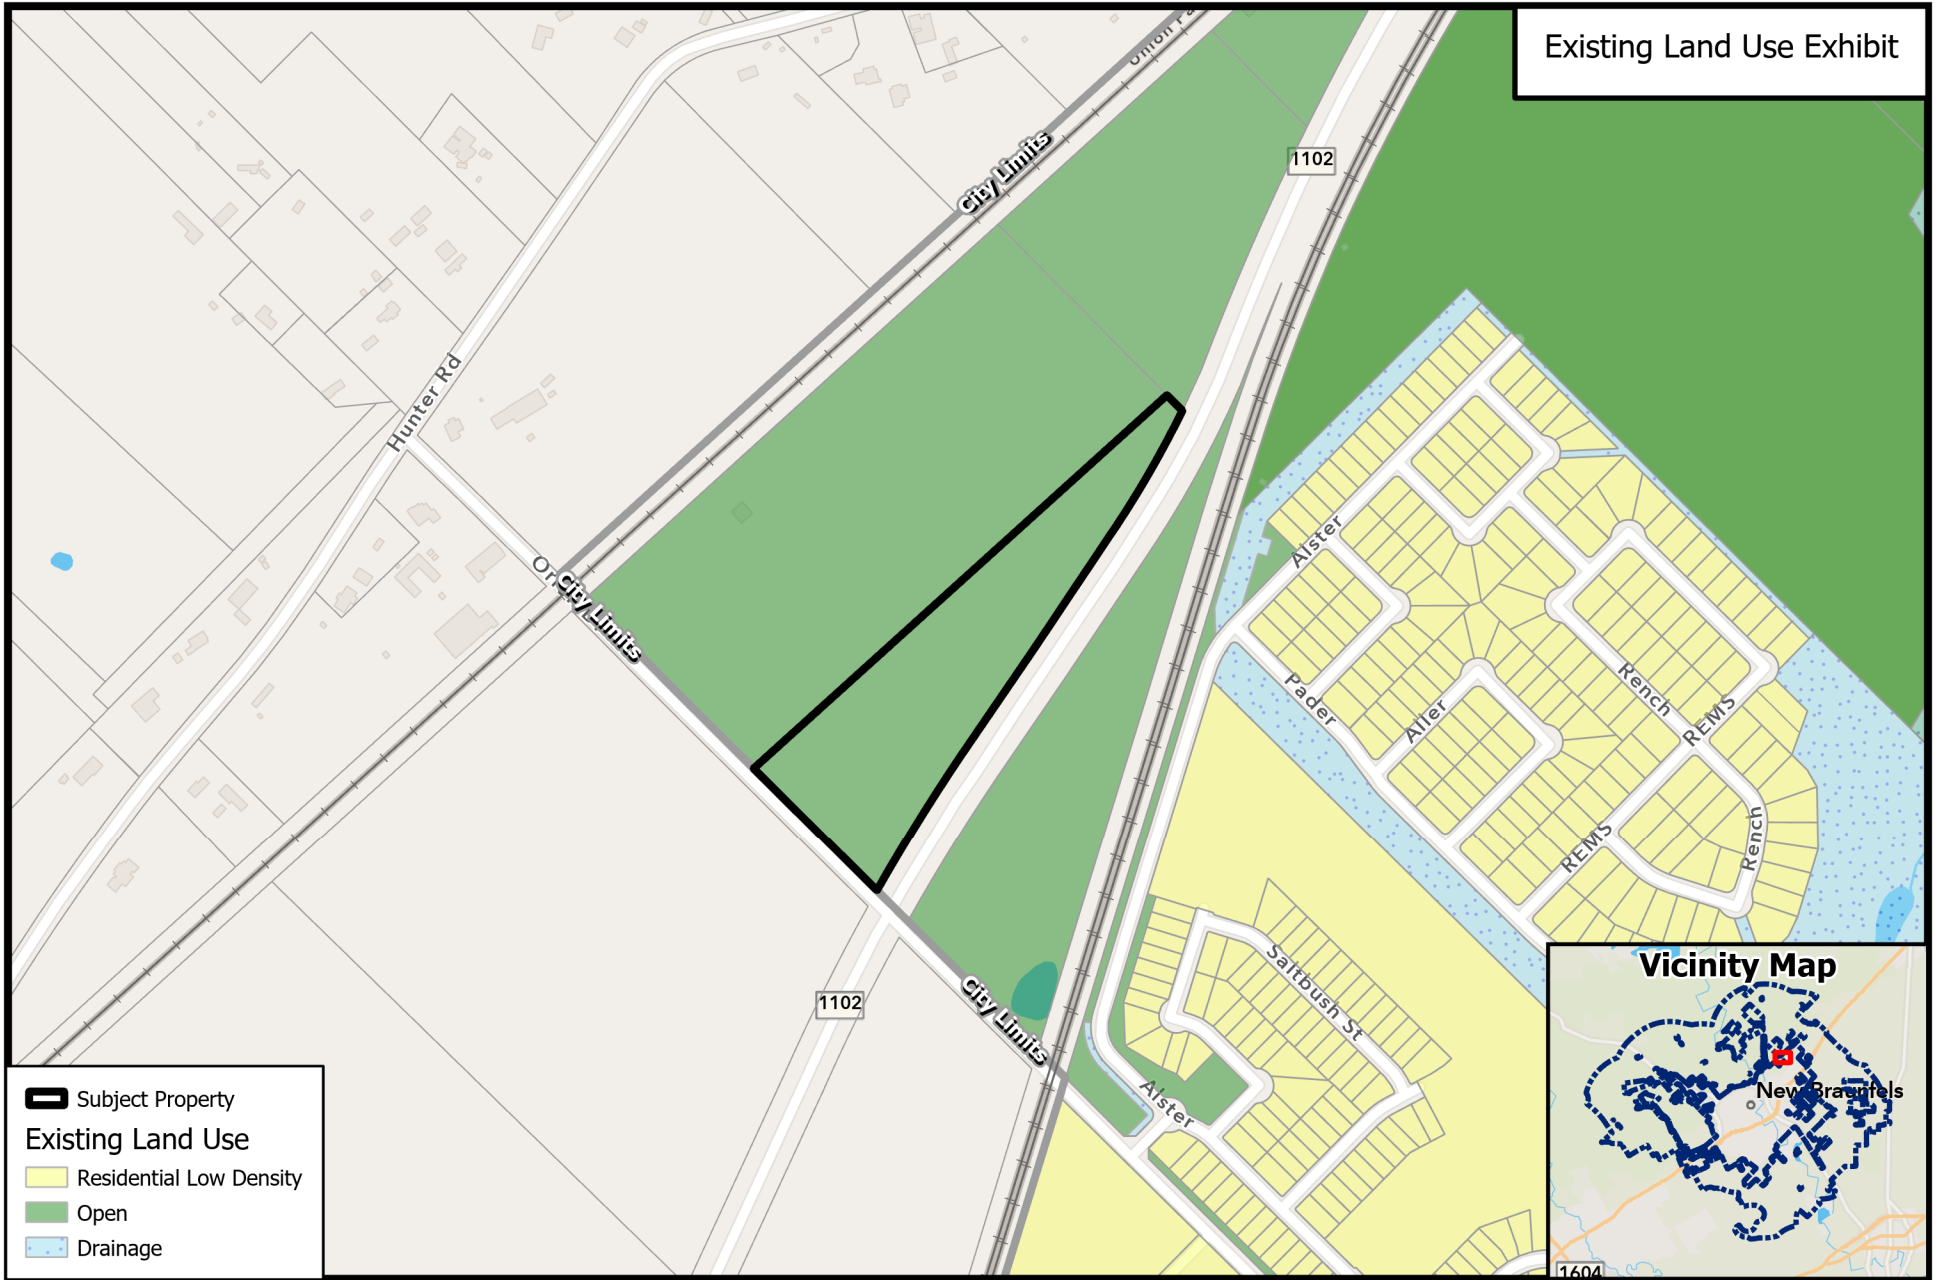 Existing Land Use Exhibit
1102
City Limits
Hunter Rd
City Limits
Alster
Pader
Aller
Rench
REMS
REMS
Rench
Saltbush St
1102
City Limits
Alster
Subject Property
Existing Land Use
Residential Low Density
Open
Drainage
Vicinity Map
New Braunfels
1604